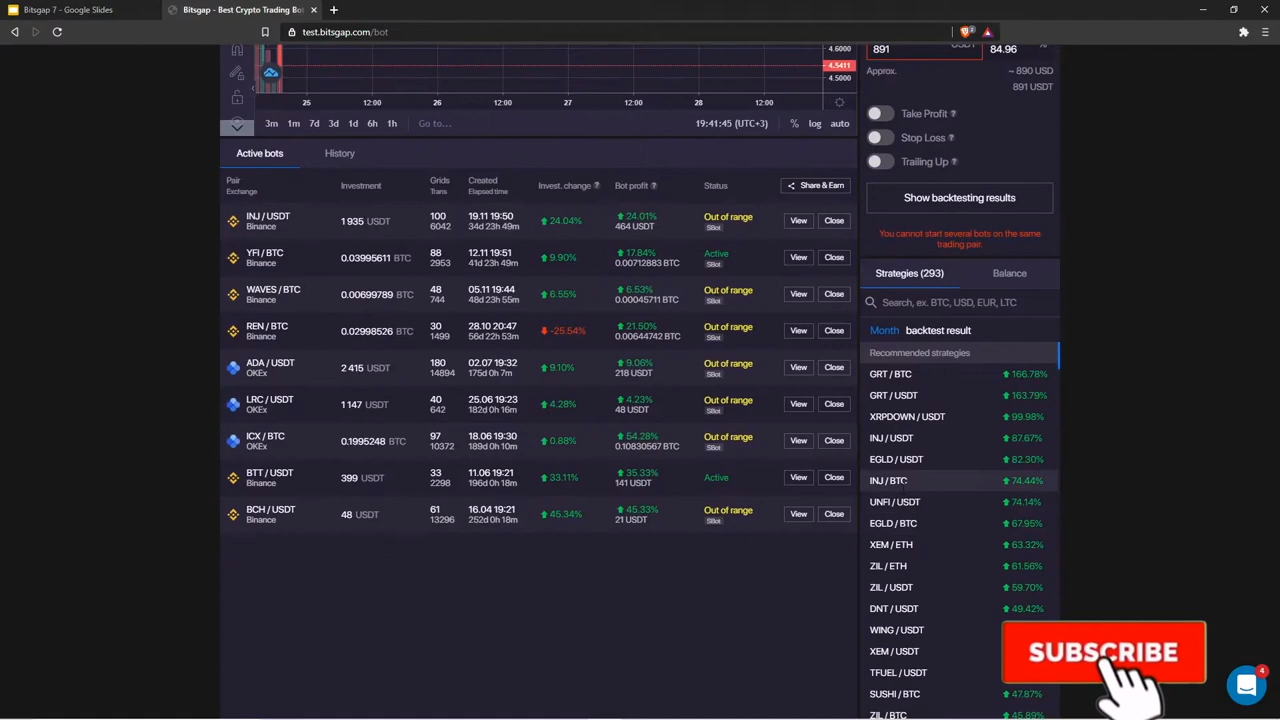 Bitsgap 7 - Google Slides
Bitsgap - Best Crypto Trading Bot
test.bitsgap.com/bot
2
4.6000
4.5411
4.5000
25 12:00 26 12:00 27 12:00 28 12:00
3m 1m 7d 3d 1d 6h 1h Go to... 19:41:45 (UTC+3) % log auto
891 USDT 84.96 %
Approx. ~ 890 USD
891 USDT
Take Profit ?
Stop Loss ?
Trailing Up ?
Show backtesting results
You cannot start several bots on the same
trading pair.
Active bots History
Pair Investment Grids Created Invest. change ? Bot profit ? Status Share & Earn
Exchange Trans Elapsed time
INJ / USDT 1 935 USDT 100 19.11 19:50 24.04% 24.01% Out of range View Close
Binance 6042 34d 23h 49m 464 USDT SBot
YFI / BTC 0.03995611 BTC 88 12.11 19:51 9.90% 17.84% Active View Close
Binance 2953 41d 23h 49m 0.00712883 BTC SBot
WAVES / BTC 0.00699789 BTC 48 05.11 19:44 6.55% 6.53% Out of range View Close
Binance 744 48d 23h 55m 0.00045711 BTC SBot
REN / BTC 0.02998526 BTC 30 28.10 20:47 -25.54% 21.50% Out of range View Close
Binance 1499 56d 22h 53m 0.00644742 BTC SBot
ADA / USDT 2 415 USDT 180 02.07 19:32 9.10% 9.06% Out of range View Close
OKEx 14894 175d 0h 7m 218 USDT SBot
LRC / USDT 1 147 USDT 40 25.06 19:23 4.28% 4.23% Out of range View Close
OKEx 642 182d 0h 16m 48 USDT SBot
ICX / BTC 0.1995248 BTC 97 18.06 19:30 0.88% 54.28% Out of range View Close
OKEx 10372 189d 0h 10m 0.10830567 BTC SBot
BTT / USDT 399 USDT 33 11.06 19:21 33.11% 35.33% Active View Close
Binance 2298 196d 0h 18m 141 USDT
BCH / USDT 48 USDT 61 16.04 19:21 45.34% 45.33% Out of range View Close
Binance 13296 252d 0h 18m 21 USDT SBot
Strategies (293) Balance
Search, ex. BTC, USD, EUR, LTC
Month backtest result
Recommended strategies
GRT / BTC 166.78%
GRT / USDT 163.79%
XRPDOWN / USDT 99.98%
INJ / USDT 87.67%
EGLD / USDT 82.30%
INJ / BTC 74.44%
UNFI / USDT 74.14%
EGLD / BTC 67.95%
XEM / ETH 63.32%
ZIL / ETH 61.56%
ZIL / USDT 59.70%
DNT / USDT 49.42%
WING / USDT
XEM / USDT
TFUEL / USDT
SUSHI / BTC 47.87%
ZIL / BTC 45.89%
SUBSCRIBE
4